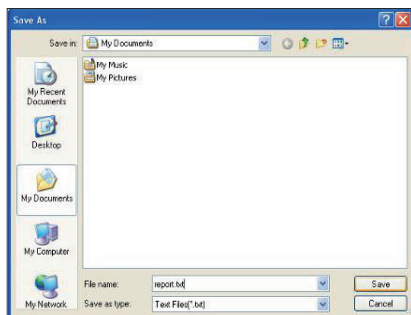 Save As
Save in: My Documents
My Music
My Pictures
My Recent
Documents
Desktop
My Documents
My Computer
My Network
File name: report.txt
Save as type: Text Files(*.txt)
Save
Cancel